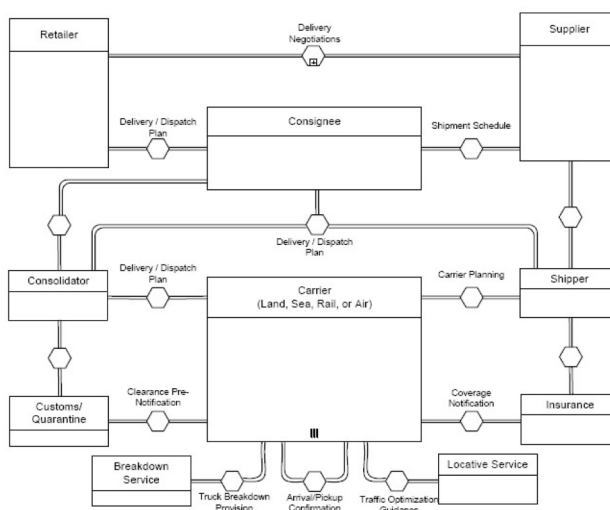 Retailer
Delivery
Negotiations
Supplier
Delivery / Dispatch
Plan
Consignee
Shipment Schedule
Delivery / Dispatch
Plan
Consolidator
Delivery / Dispatch
Plan
Carrier
(Land, Sea, Rail, or Air)
Carrier Planning
Shipper
Customs/
Quarantine
Clearance Pre-
Notification
Coverage
Notification
Insurance
Breakdown
Service
Truck Breakdown
Provision
Arrival/Pickup
Confirmation
Traffic Optimization
Guidance
Locative Service